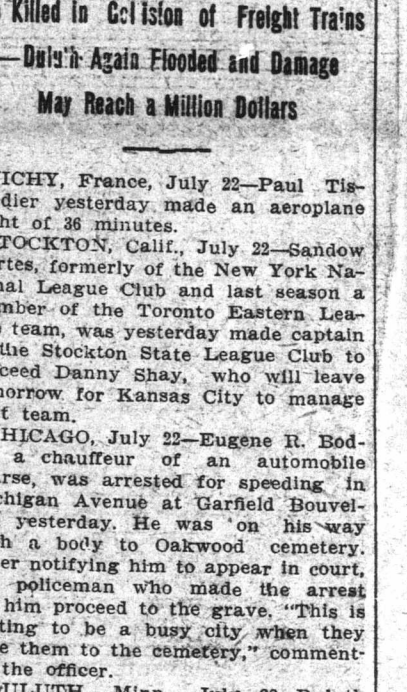 Killed in Collision of Freight Trains
—Duluth Again Flooded and Damage
May Reach a Million Dollars
ICHY, France, July 22—Paul Tis-
dier yesterday made an aeroplane
ht of 36 minutes.
TOCKTON, Calif., July 22—Sandow
rtes, formerly of the New York Na-
nal League Club and last season a
mber of the Toronto Eastern Lea-
team, was yesterday made captain
the Stockton State League Club to
ceed Danny Shay, who will leave
morrow for Kansas City to manage
t team.
HICAGO, July 22—Eugene R. Bod-
a chauffeur of an automobile
arse, was arrested for speeding in
chigan Avenue at Garfield Bouvel-
yesterday. He was on his way
h a body to Oakwood cemetery.
er notifying him to appear in court,
policeman who made the arrest
him proceed to the grave. "This is
ting to be a busy city when they
e them to the cemetery," comment-
the officer.
ULUTH, Minn., July 22